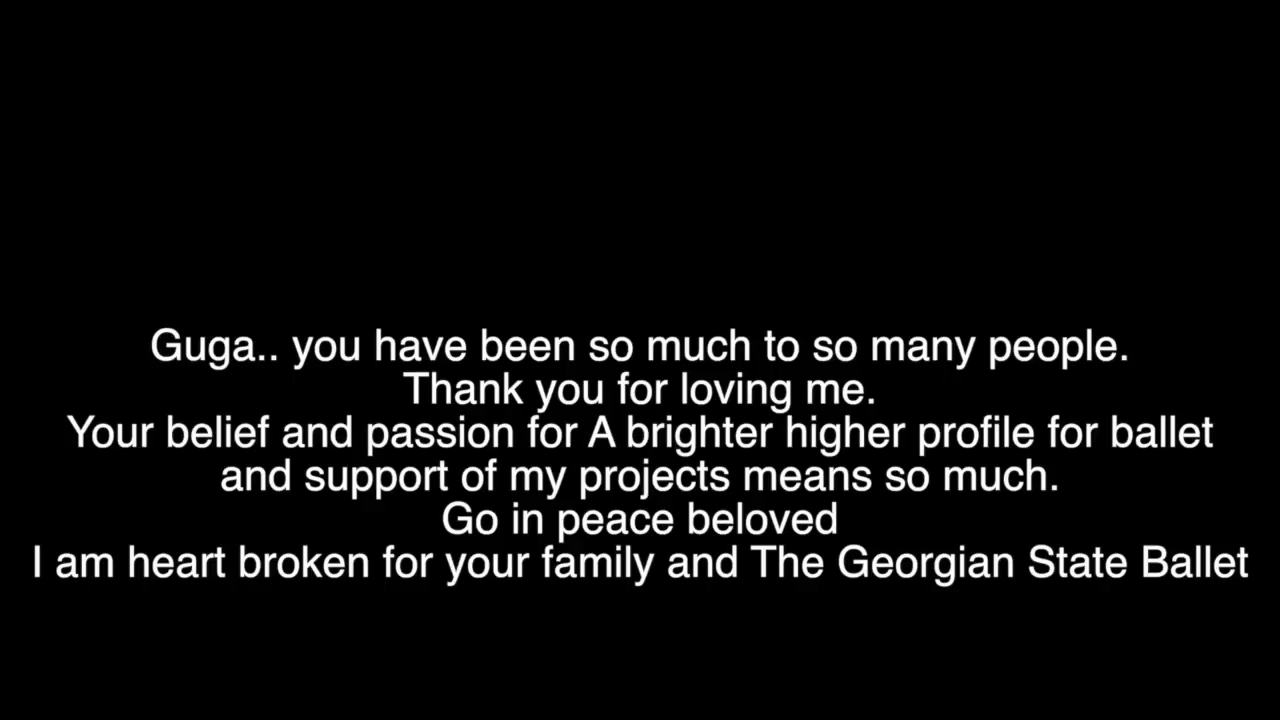 Guga.. you have been so much to so many people.
Thank you for loving me.
Your belief and passion for A brighter higher profile for ballet
and support of my projects means so much.
Go in peace beloved
I am heart broken for your family and The Georgian State Ballet